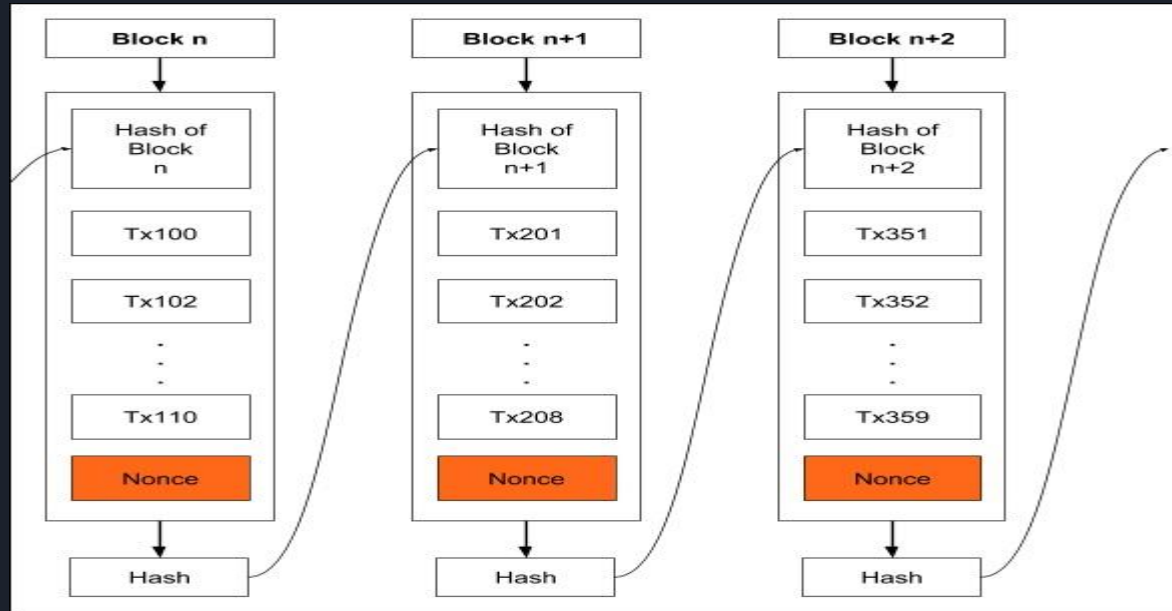 Block n
Hash of
Block
n
Tx100
Tx102
Tx110
Nonce
Hash
Block n+1
Hash of
Block
n+1
Tx201
Tx202
Tx208
Nonce
Hash
Block n+2
Hash of
Block
n+2
Tx351
Tx352
Tx359
Nonce
Hash